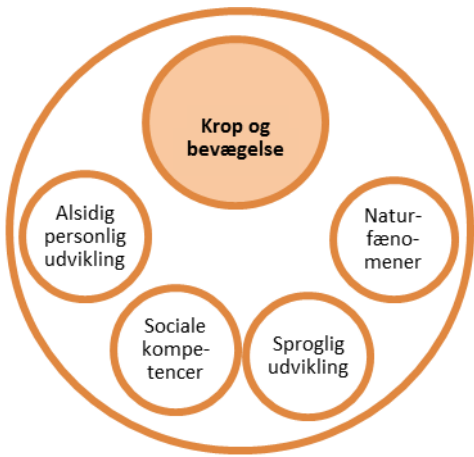 Krop og
bevægelse
Alsidig
personlig
udvikling
Natur-
fæno-
mener
Sociale
kompe-
tencer
Sproglig
udvikling